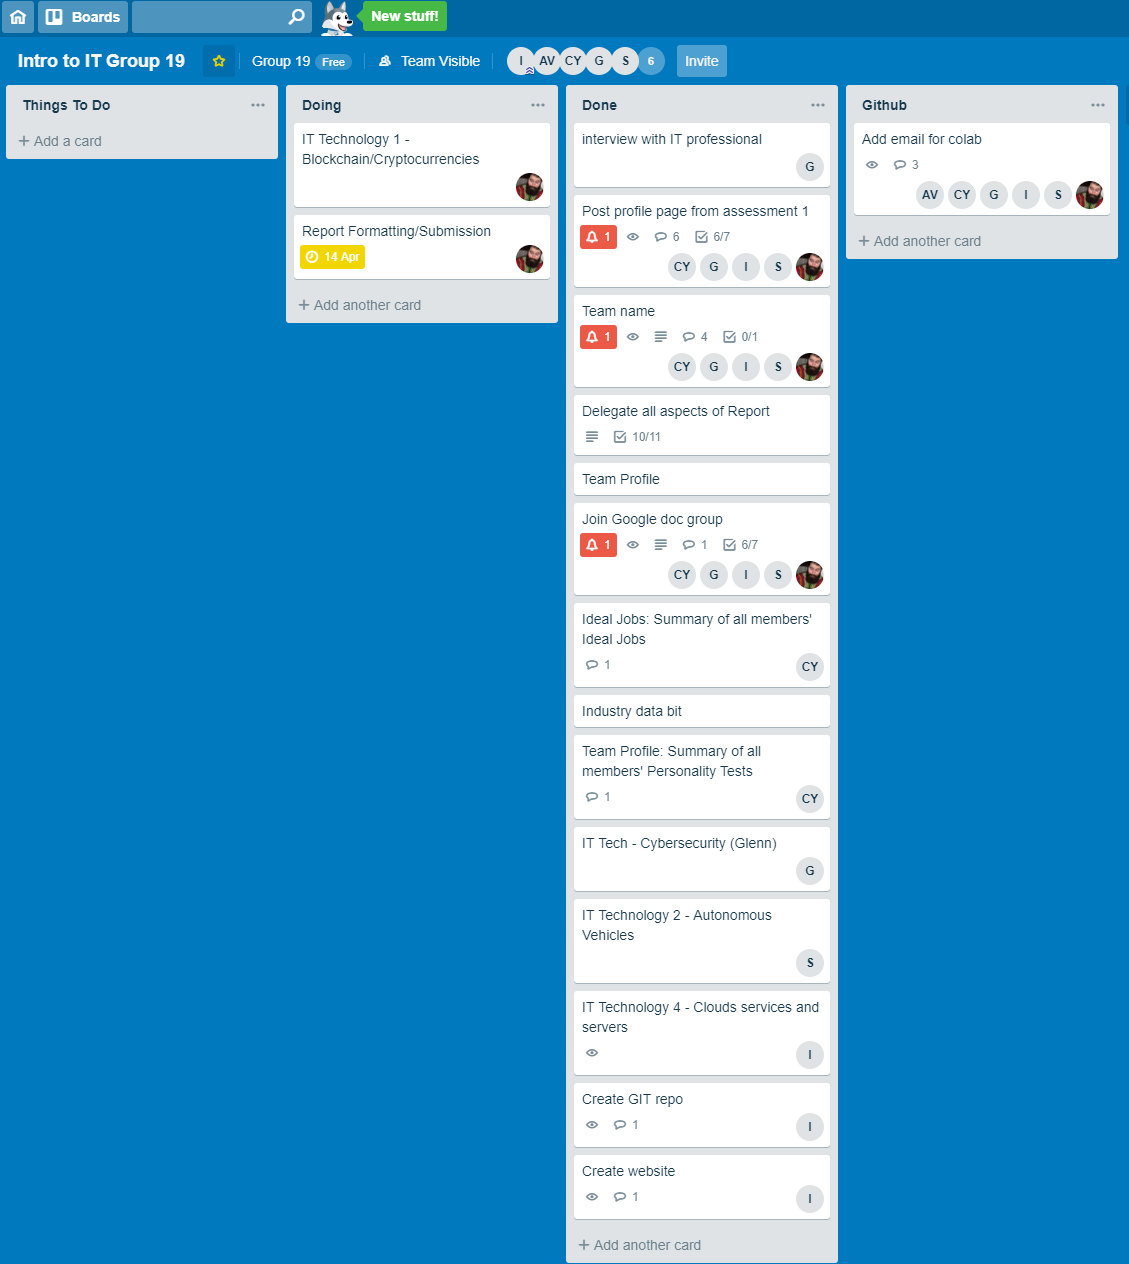 Boards
New stuff!
Intro to IT Group 19
Group 19 Free
Team Visible
I AV CY G S 6
Invite
Things To Do
+ Add a card
Doing
IT Technology 1 -
Blockchain/Cryptocurrencies
Report Formatting/Submission
14 Apr
+ Add another card
Done
interview with IT professional
G
Post profile page from assessment 1
1 6 6/7
CY G I S
Team name
1 4 0/1
CY G I S
Delegate all aspects of Report
10/11
Team Profile
Join Google doc group
1 1 6/7
CY G I S
Ideal Jobs: Summary of all members'
Ideal Jobs
1
CY
Industry data bit
Team Profile: Summary of all
members' Personality Tests
1
CY
IT Tech - Cybersecurity (Glenn)
G
IT Technology 2 - Autonomous
Vehicles
S
IT Technology 4 - Clouds services and
servers
I
Create GIT repo
1
I
Create website
1
I
+ Add another card
Github
Add email for colab
3
AV CY G I S
+ Add another card